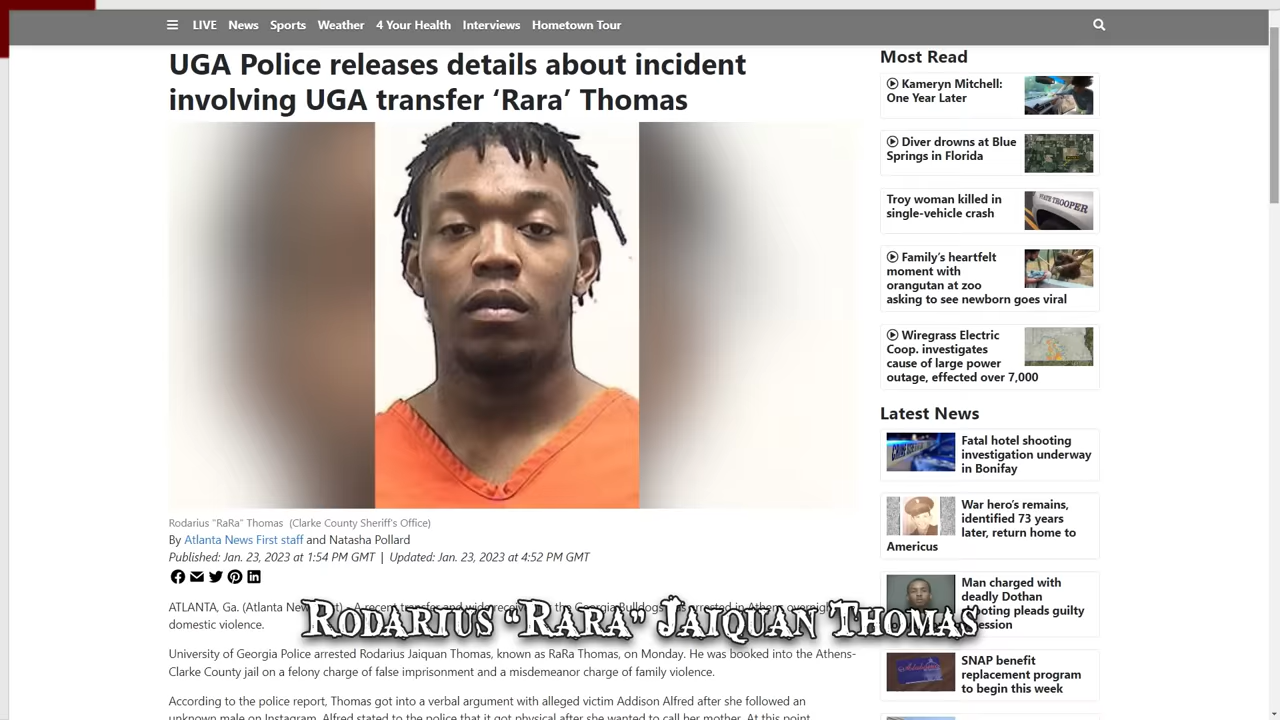 LIVE News Sports Weather 4 Your Health Interviews Hometown Tour
UGA Police releases details about incident
involving UGA transfer ‘Rara’ Thomas
Rodarius "RaRa" Thomas (Clarke County Sheriff's Office)
By Atlanta News First staff and Natasha Pollard
Published: Jan. 23, 2023 at 1:54 PM GMT | Updated: Jan. 23, 2023 at 4:52 PM GMT
ATLANTA, Ga. (Atlanta New
domestic violence.
RODARIUS “RARA” JAIQUAN THOMAS
University of Georgia Police arrested Rodarius Jaiquan Thomas, known as RaRa Thomas, on Monday. He was booked into the Athens-
Clarke County jail on a felony charge of false imprisonment and a misdemeanor charge of family violence.
According to the police report, Thomas got into a verbal argument with alleged victim Addison Alfred after she followed an
unknown male on Instagram. Alfred stated to the police that it got physical after she wanted to call her mother. At this point
Most Read
Kameryn Mitchell:
One Year Later
Diver drowns at Blue
Springs in Florida
Troy woman killed in
single-vehicle crash
STATE TROOPER
Family’s heartfelt
moment with
orangutan at zoo
asking to see newborn goes viral
Wiregrass Electric
Coop. investigates
cause of large power
outage, effected over 7,000
Latest News
Fatal hotel shooting
investigation underway
in Bonifay
War hero’s remains,
identified 73 years
later, return home to
Americus
Man charged with
deadly Dothan
ooting pleads guilty
ession
SNAP benefit
replacement program
to begin this week